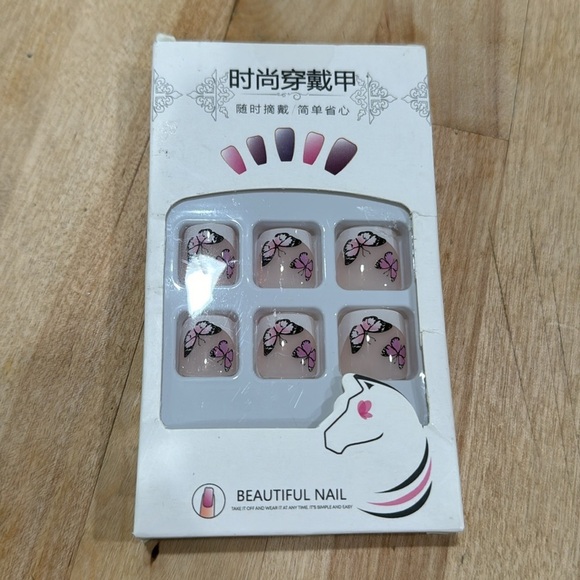 时尚穿戴甲
随时摘戴 简单省心
BEAUTIFUL NAIL
TAKE IT OFF AND WEAR IT AT ANY TIME. IT'S SIMPLE AND EASY